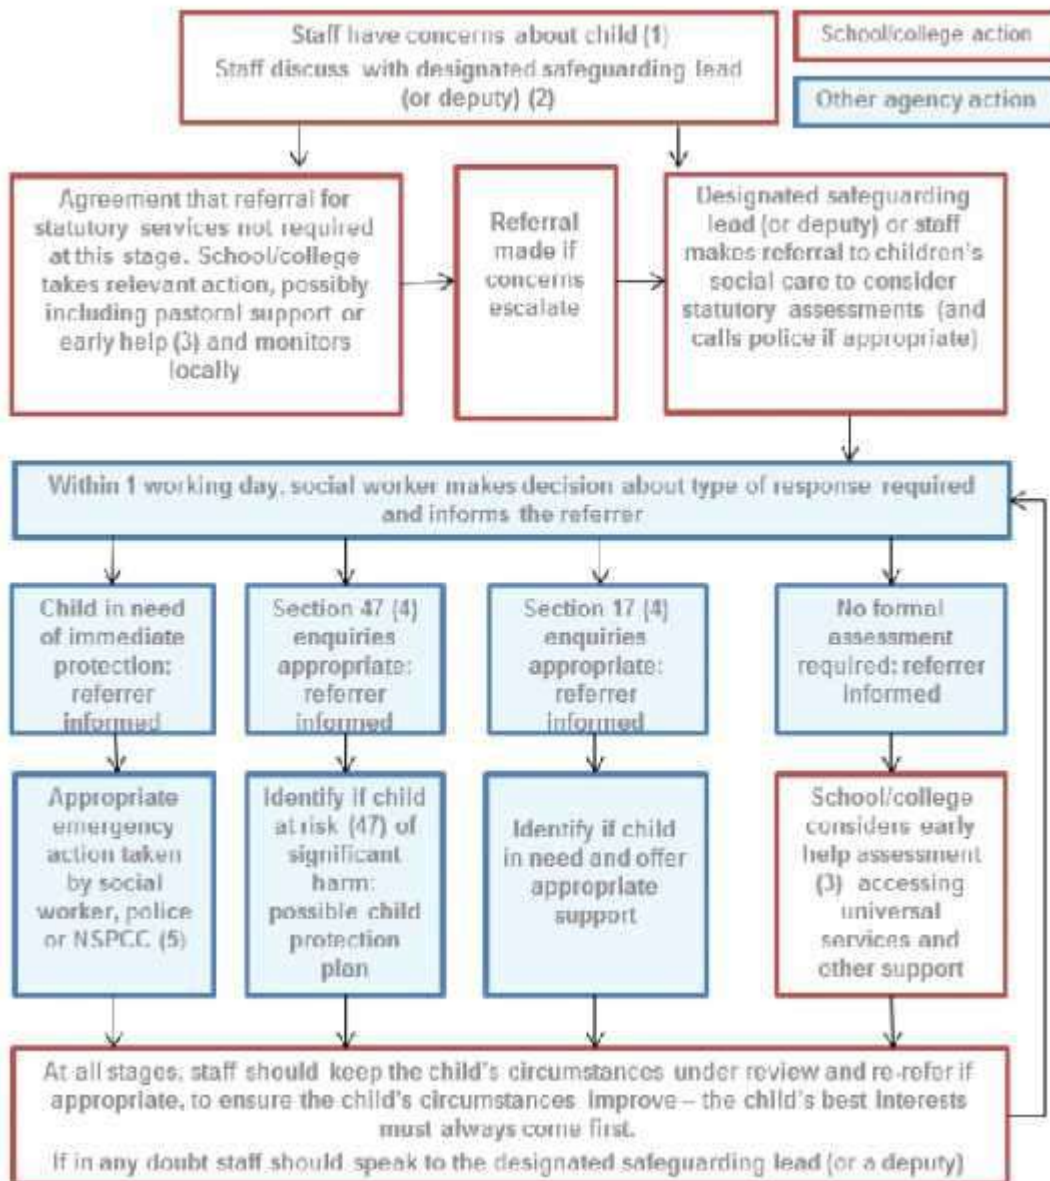 Staff have concerns about child (1)
Staff discuss with designated safeguarding lead
(or deputy) (2)
School/college action
Other agency action
Agreement that referral for
statutory services not required
at this stage. School/college
takes relevant action, possibly
including pastoral support or
early help (3) and monitors
locally
Referral
made if
concerns
escalate
Designated safeguarding
lead (or deputy) or staff
makes referral to children's
social care to consider
statutory assessments (and
calls police if appropriate)
Within 1 working day, social worker makes decision about type of response required
and informs the referrer
Child in need
of immediate
protection:
referrer
informed
Section 47 (4)
enquiries
appropriate:
referrer
informed
Section 17 (4)
enquiries
appropriate:
referrer
informed
No formal
assessment
required: referrer
informed
Appropriate
emergency
action taken
by social
worker, police
or NSPCC (5)
Identify if child
at risk (47) of
significant
harm:
possible child
protection
plan
Identify if child
in need and offer
appropriate
support
School/college
considers early
help assessment
(3) accessing
universal
services and
other support
At all stages, staff should keep the child's circumstances under review and re-refer if
appropriate, to ensure the child's circumstances improve – the child's best interests
must always come first.
If in any doubt staff should speak to the designated safeguarding lead (or a deputy)